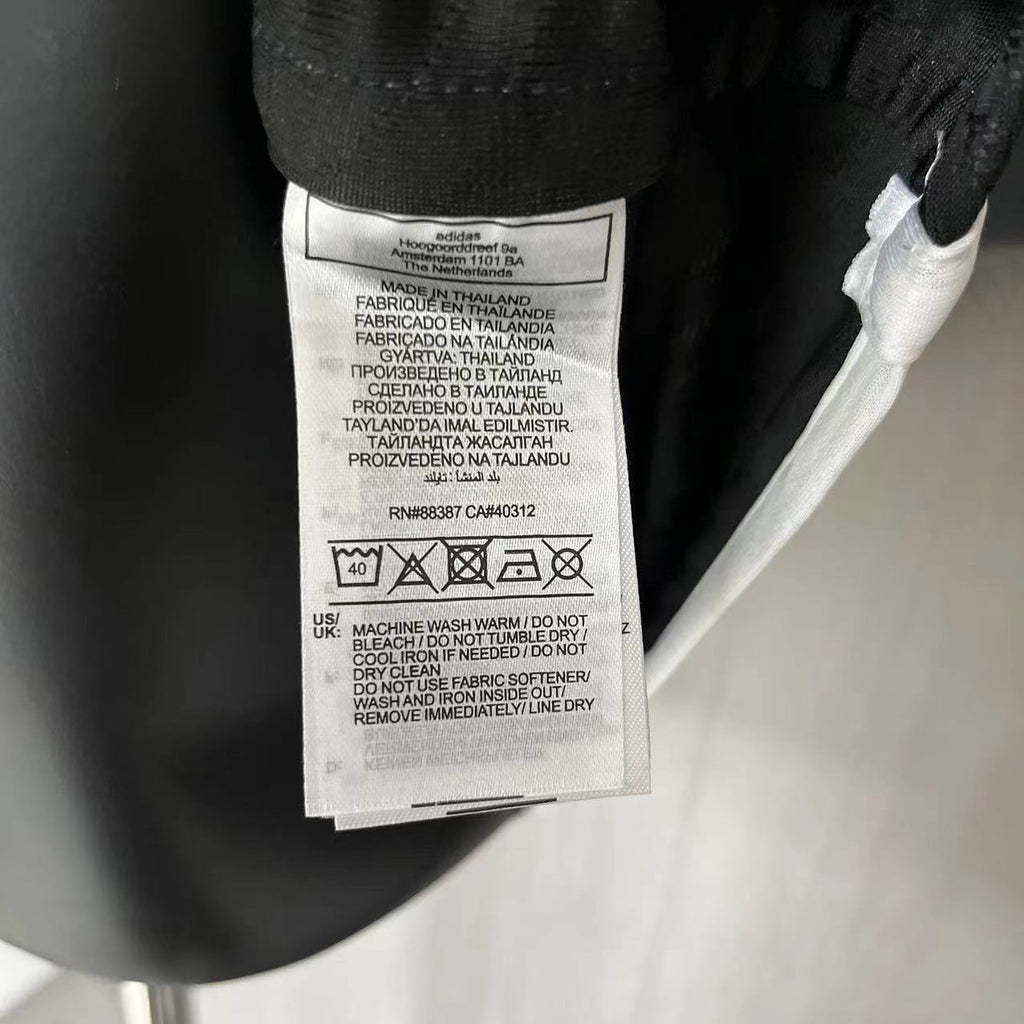 adidas
Hoogoorddreef 9a
Amsterdam 1101 BA
The Netherlands
MADE IN THAILAND
FABRIQUÉ EN THAÏLANDE
FABRICADO EN TAILANDIA
FABRICADO NA TAILÂNDIA
GYÁRTVA: THAILAND
ПРОИЗВЕДЕНО В ТАЙЛАНД
СДЕЛАНО В ТАИЛАНДЕ
PROIZVEDENO U TAJLANDU
TAYLAND'DA IMAL EDILMISTIR.
ТАЙЛАНДТА ЖАСАЛҒАН
PROIZVEDENO NA TAJLANDU
بلد المنشأ : تايلند
RN#88387 CA#40312
40
US/
UK: MACHINE WASH WARM / DO NOT
BLEACH / DO NOT TUMBLE DRY /
COOL IRON IF NEEDED / DO NOT
DRY CLEAN
DO NOT USE FABRIC SOFTENER/
WASH AND IRON INSIDE OUT/
REMOVE IMMEDIATELY/ LINE DRY